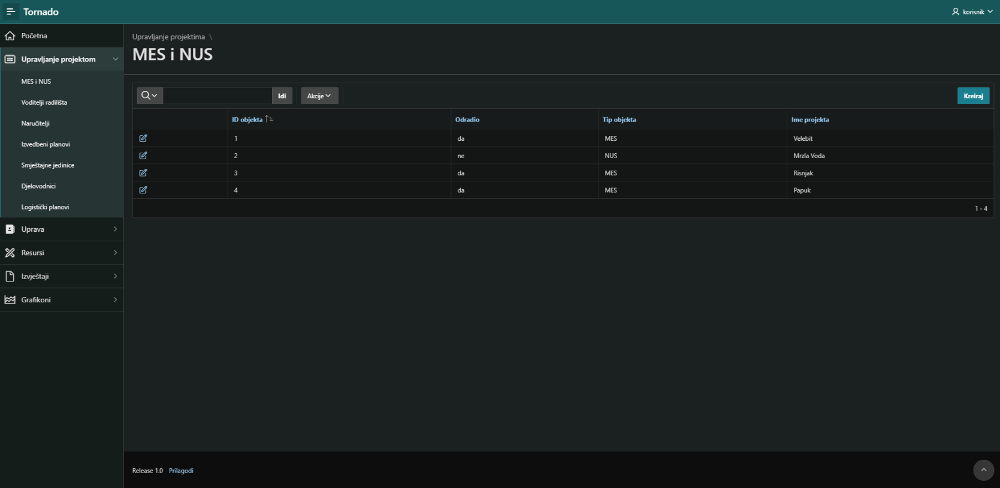 Tornado
korisnik
Početna
Upravljanje projektom
MES i NUS
Voditelji radilišta
Naručitelji
Izvedbeni planovi
Smještajne jedinice
Djelovodnici
Logistički planovi
Uprava
Resursi
Izvještaji
Grafikoni
Upravljanje projektima \
MES i NUS
Idi Akcije Kreiraj
ID objekta Odradio Tip objekta Ime projekta
1 da MES Velebit
2 ne NUS Mrzla Voda
3 da MES Risnjak
4 da MES Papuk
1 - 4
Release 1.0 Prilagodi